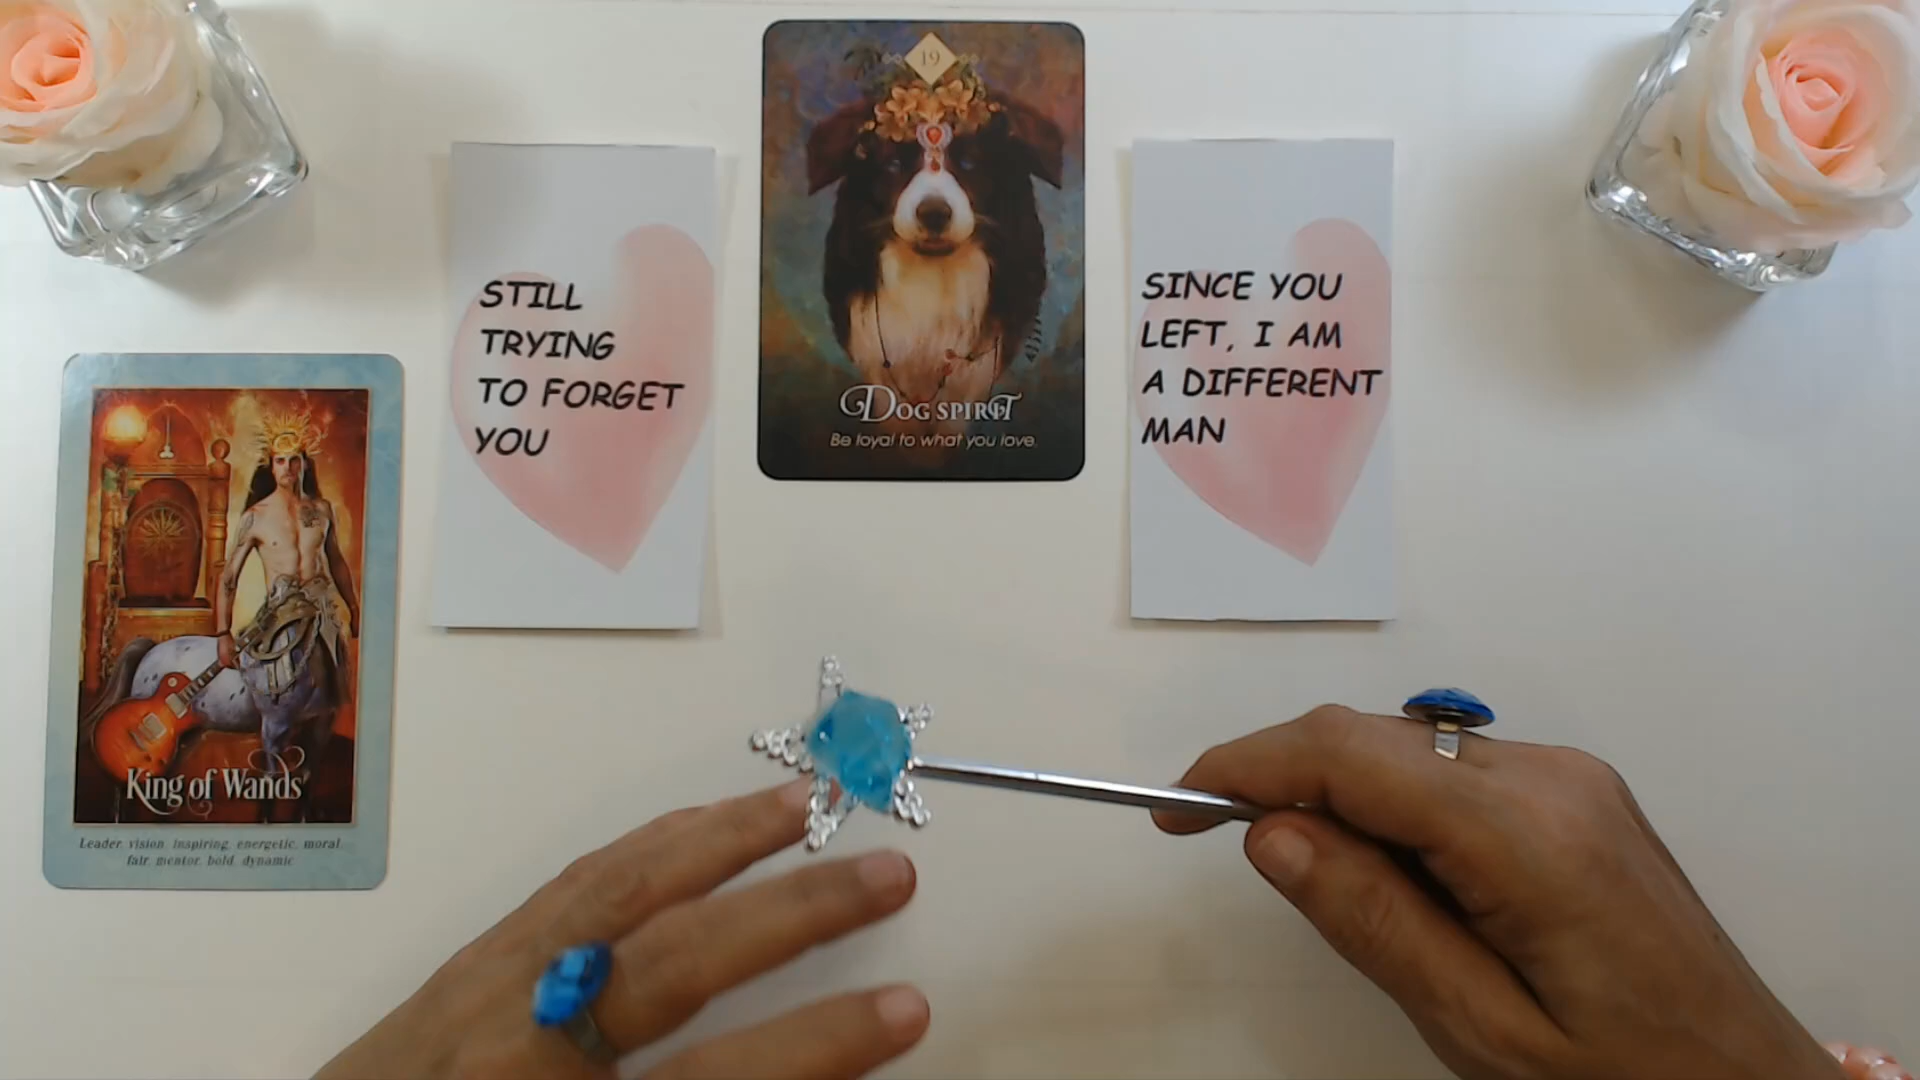 STILL
TRYING
TO FORGET
YOU
19
DOG SPIRIT
Be loyal to what you love.
SINCE YOU
LEFT, I AM
A DIFFERENT
MAN
King of Wands
Leader, vision, inspiring, energetic, moral
fair, mentor, bold, dynamic